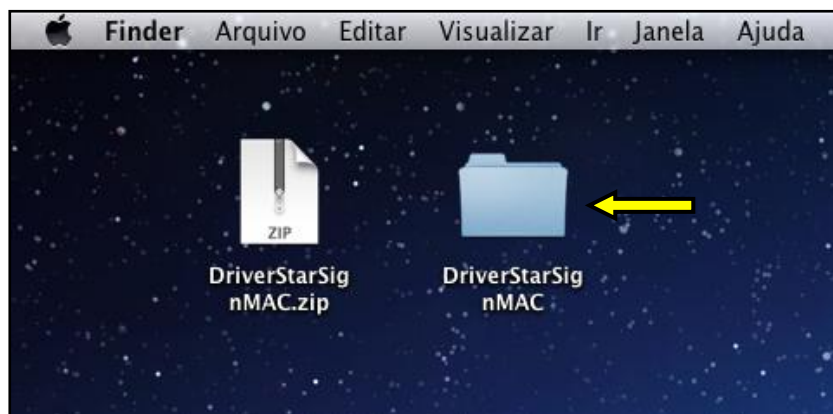 Finder Arquivo Editar Visualizar Ir Janela Ajuda
ZIP
DriverStarSig
nMAC.zip
DriverStarSig
nMAC